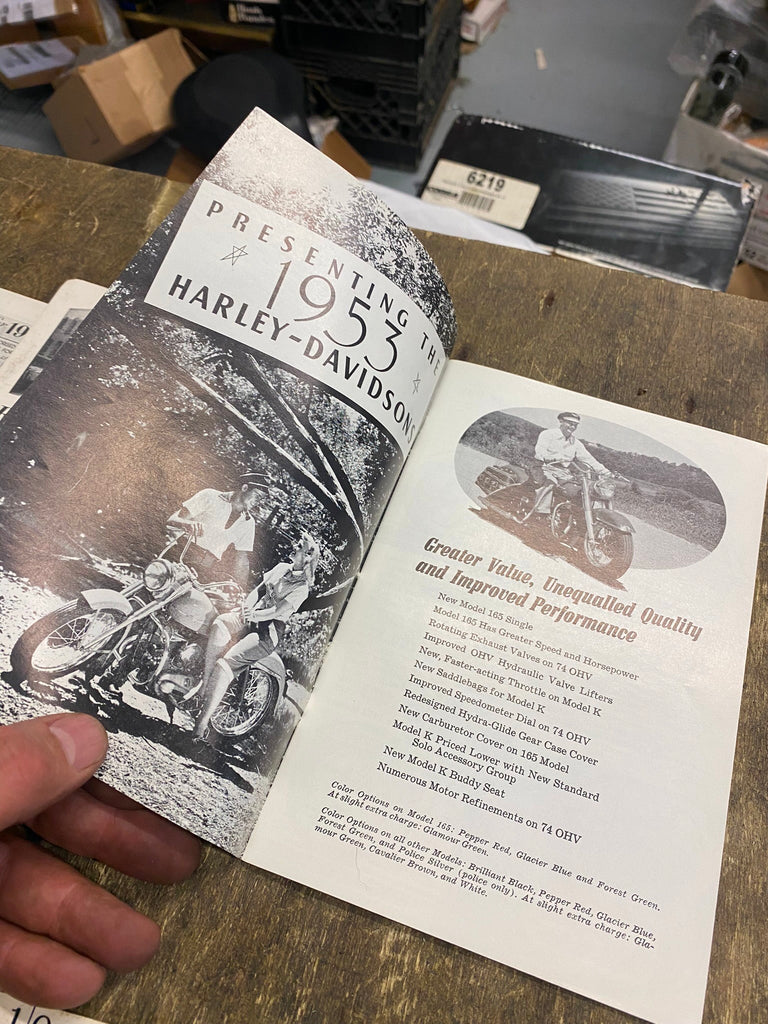 6219
19
PRESENTING THE
1953
HARLEY-DAVIDSONS
Greater Value, Unequalled Quality
and Improved Performance
New Model 165 Single
Model 165 Has Greater Speed and Horsepower
Rotating Exhaust Valves on 74 OHV
Improved OHV Hydraulic Valve Lifters
New, Faster-acting Throttle on Model K
New Saddlebags for Model K
Improved Speedometer Dial on 74 OHV
Redesigned Hydra-Glide Gear Case Cover
New Carburetor Cover on 165 Model
Model K Priced Lower with New Standard
Solo Accessory Group
New Model K Buddy Seat
Numerous Motor Refinements on 74 OHV
Color Options on Model 165: Pepper Red, Glacier Blue and Forest Green.
At slight extra charge: Glamour Green.
Color Options on all other Models: Brilliant Black, Pepper Red, Glacier Blue,
Forest Green, and Police Silver (police only). At slight extra charge: Gla-
mour Green, Cavalier Brown, and White.